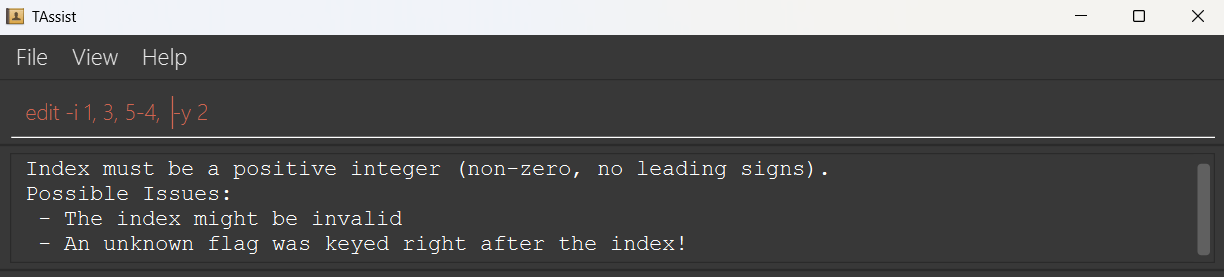 TAssist
File View Help
edit -i 1, 3, 5-4, -y 2
Index must be a positive integer (non-zero, no leading signs).
Possible Issues:
- The index might be invalid
- An unknown flag was keyed right after the index!